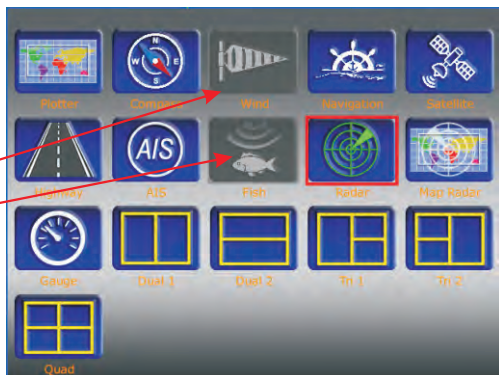 Plotter Compass Wind Navigation Satellite
W N E S
Highway AIS Fish Radar Map Radar
AIS
Gauge Dual 1 Dual 2 Tri 1 Tri 2
Quad